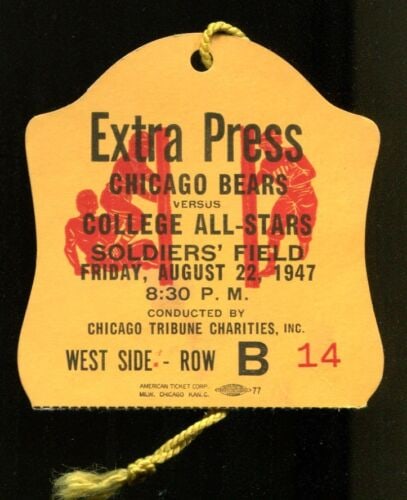 Extra Press
CHICAGO BEARS
VERSUS
COLLEGE ALL-STARS
SOLDIERS' FIELD
FRIDAY, AUGUST 22, 1947
8:30 P. M.
CONDUCTED BY
CHICAGO TRIBUNE CHARITIES, INC.
WEST SIDE - ROW B 14
AMERICAN TICKET CORP.
MILW. CHICAGO KAN.C. 77